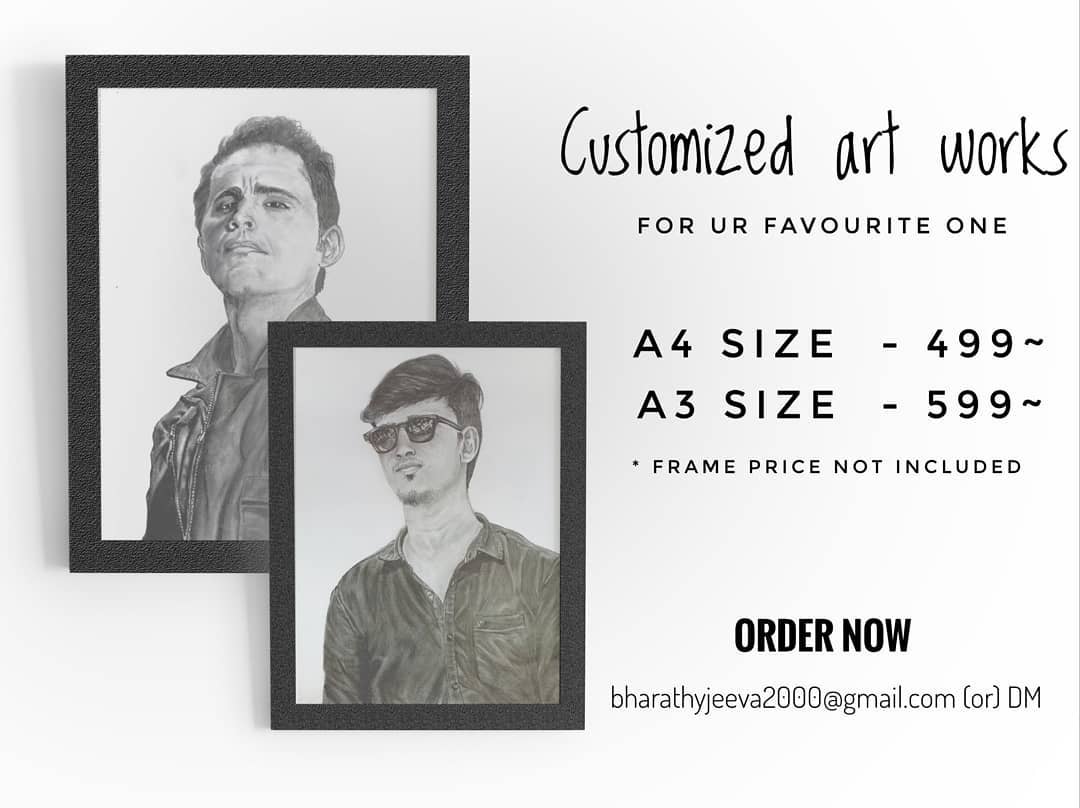 Customized art works
FOR UR FAVOURITE ONE
A4 SIZE - 499~
A3 SIZE - 599~
* FRAME PRICE NOT INCLUDED
ORDER NOW
bharathyjeeva2000@gmail.com (or) DM